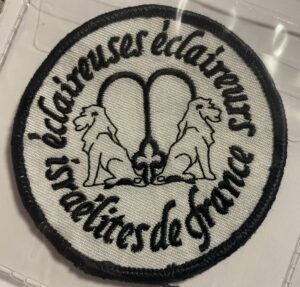 éclaireuses éclaireurs
israélites de france